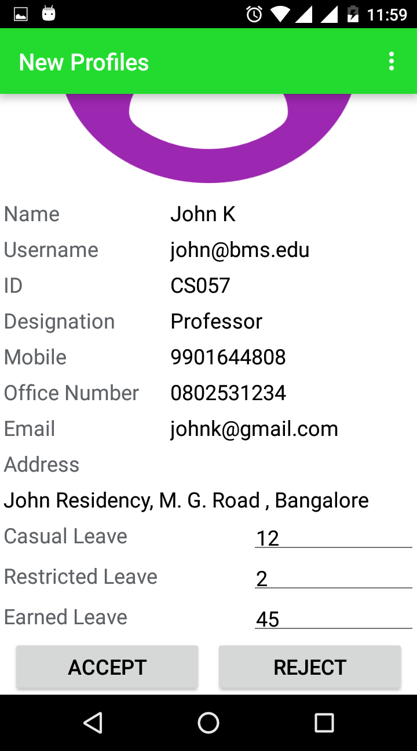 11:59
New Profiles
Name John K
Username john@bms.edu
ID CS057
Designation Professor
Mobile 9901644808
Office Number 0802531234
Email johnk@gmail.com
Address
John Residency, M. G. Road , Bangalore
Casual Leave 12
Restricted Leave 2
Earned Leave 45
ACCEPT REJECT